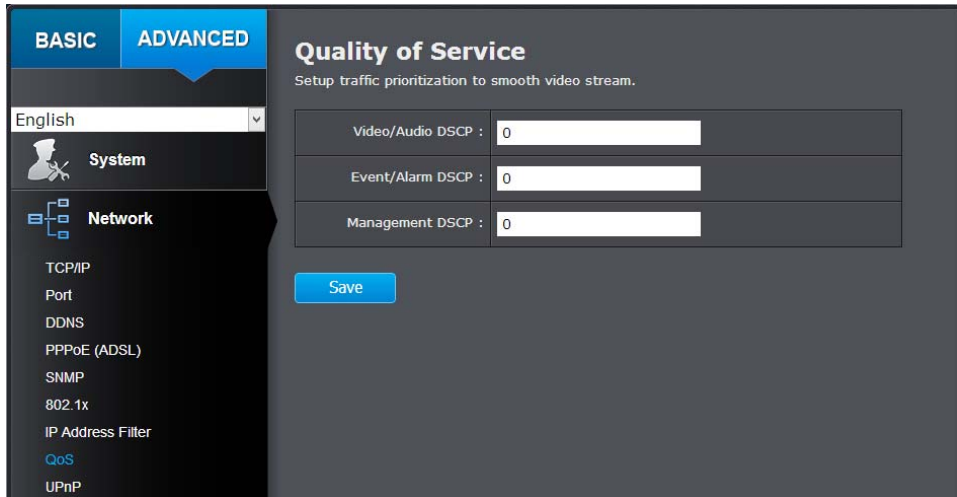 BASIC
ADVANCED
English
System
Network
TCP/IP
Port
DDNS
PPPoE (ADSL)
SNMP
802.1x
IP Address Filter
QoS
UPnP
Quality of Service
Setup traffic prioritization to smooth video stream.
Video/Audio DSCP : 0
Event/Alarm DSCP : 0
Management DSCP : 0
Save